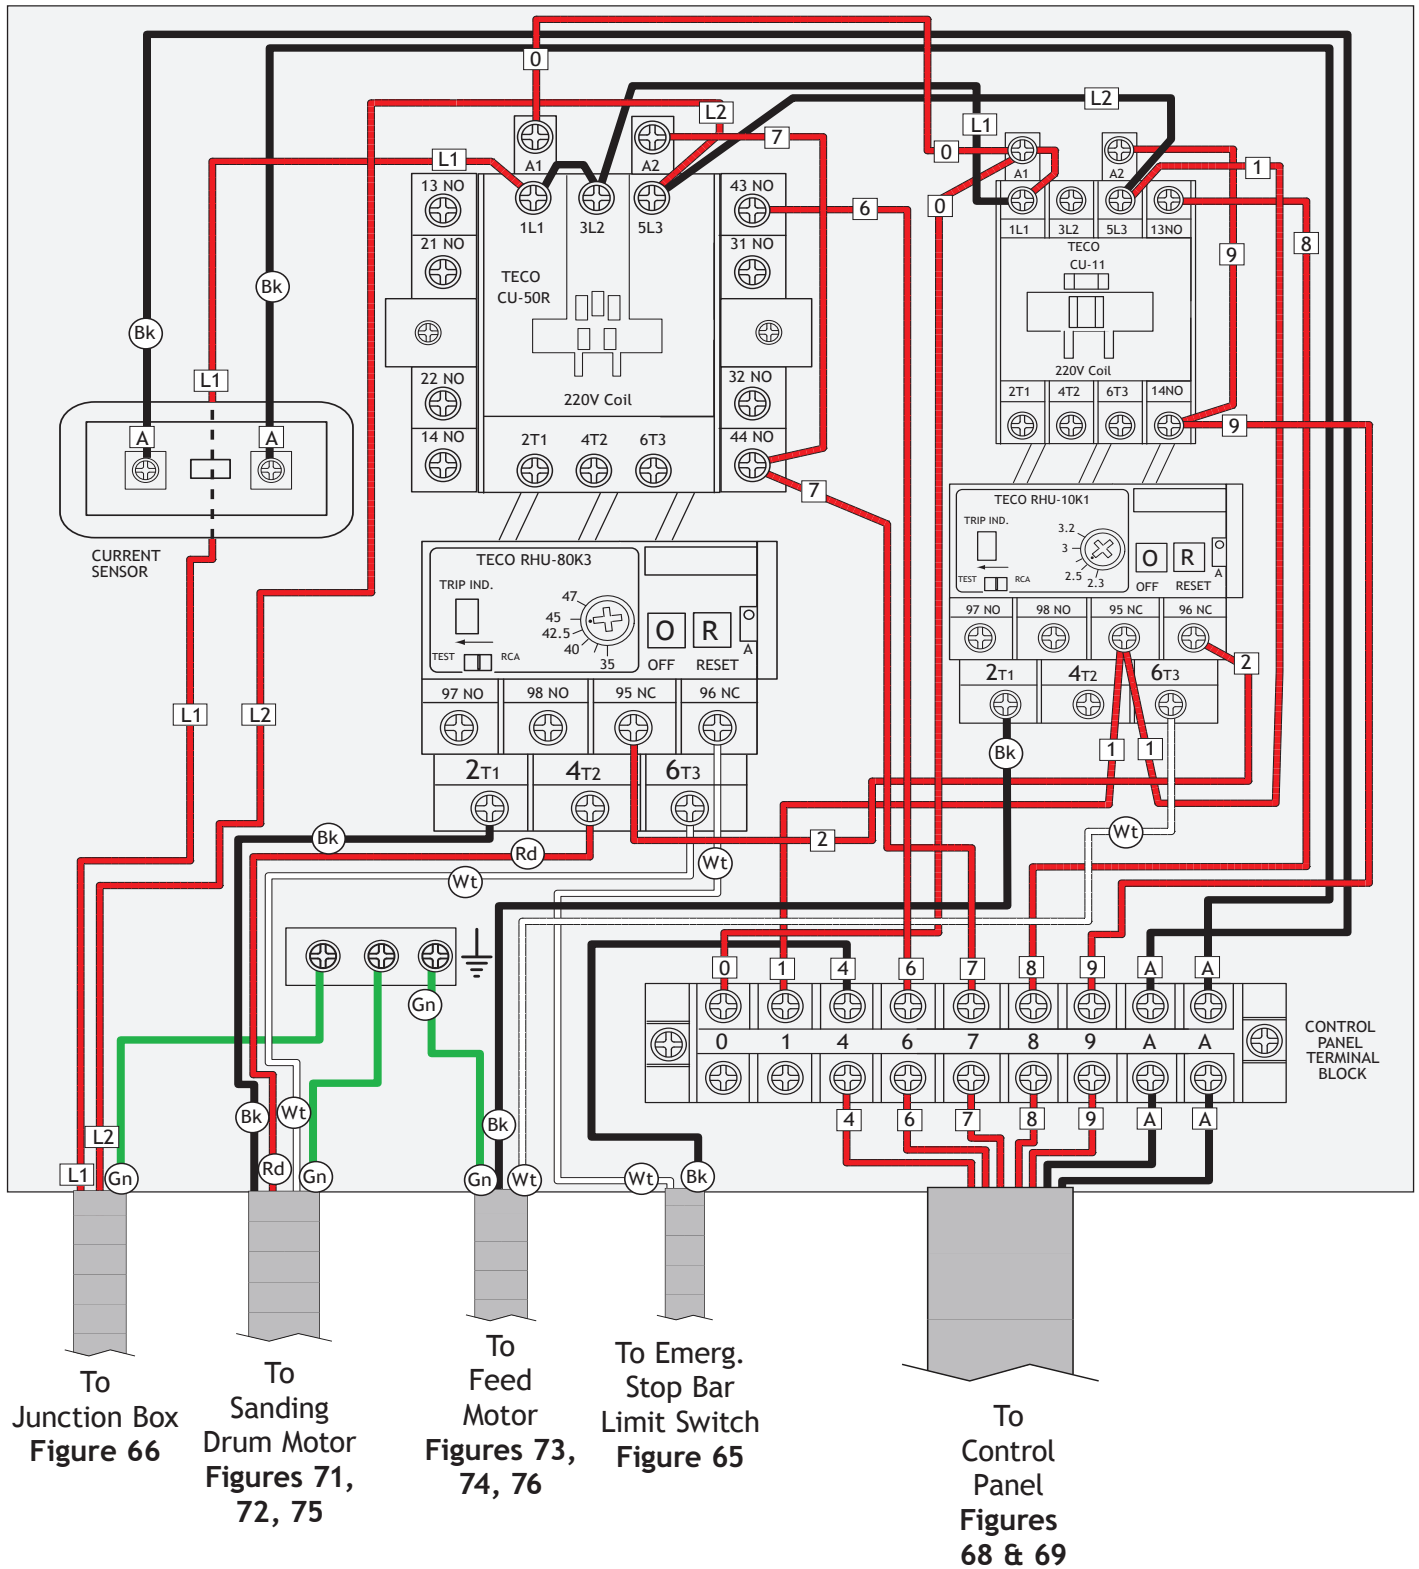 0
L2
L2
L1
7
A1
A2
L1
0
A1
A2
1
13 NO
43 NO
6
0
1L1
3L2
5L3
1L1
3L2
5L3
13NO
8
21 NO
31 NO
TECO
CU-11
9
TECO
CU-50R
Bk
Bk
L1
22 NO
32 NO
220V Coil
220V Coil
2T1
4T2
6T3
14NO
A
A
14 NO
44 NO
2T1
4T2
6T3
9
7
CURRENT
SENSOR
TECO RHU-80K3
TRIP IND.
47
45
42.5
40
35
TEST
RCA
O
R
OFF
RESET
A
TECO RHU-10K1
TRIP IND.
3.2
3
2.5
2.3
TEST
RCA
O
R
OFF
RESET
A
97 NO
98 NO
95 NC
96 NC
2
2T1
4T2
6T3
97 NO
98 NO
95 NC
96 NC
L1
L2
Bk
1
1
2T1
4T2
6T3
Bk
Rd
Wt
2
Wt
Wt
Gn
0
1
4
6
7
8
9
A
A
0
1
4
6
7
8
9
A
A
CONTROL
PANEL
TERMINAL
BLOCK
4
6
7
8
9
A
A
L1
L2
Gn
Bk
Wt
Rd
Gn
Bk
Gn
Wt
Wt
Bk
To
Junction Box
Figure 66
To
Sanding
Drum Motor
Figures 71,
72, 75
To
Feed
Motor
Figures 73,
74, 76
To Emerg.
Stop Bar
Limit Switch
Figure 65
To
Control
Panel
Figures
68 & 69